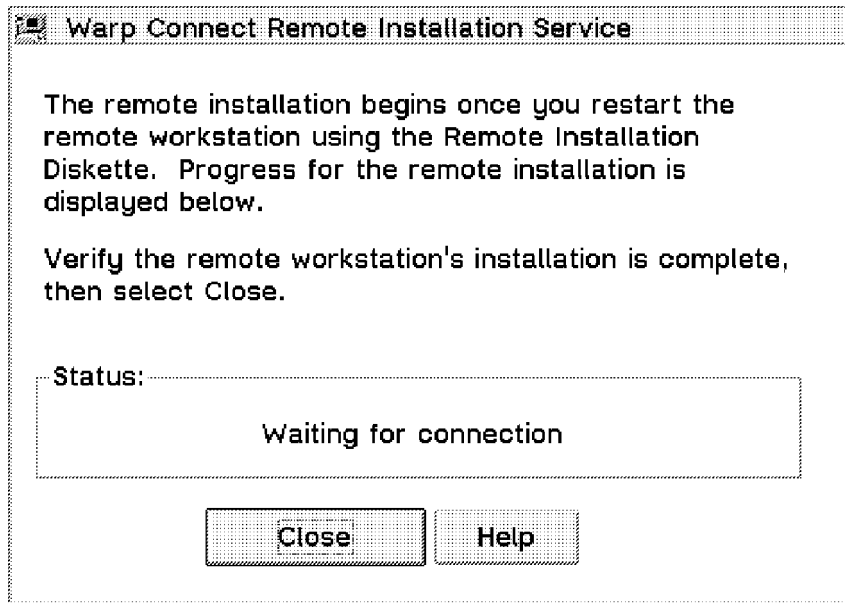 Warp Connect Remote Installation Service
The remote installation begins once you restart the
remote workstation using the Remote Installation
Diskette.  Progress for the remote installation is
displayed below.
Verify the remote workstation's installation is complete,
then select Close.
Status:
Waiting for connection
Close Help